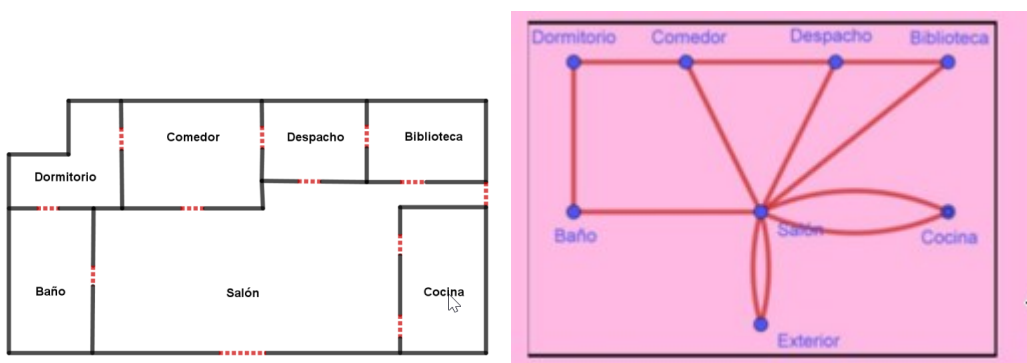 Comedor
Despacho
Biblioteca
Dormitorio
Baño
Salón
Cocina
Dormitorio
Comedor
Despacho
Biblioteca
Baño
Salón
Cocina
Exterior